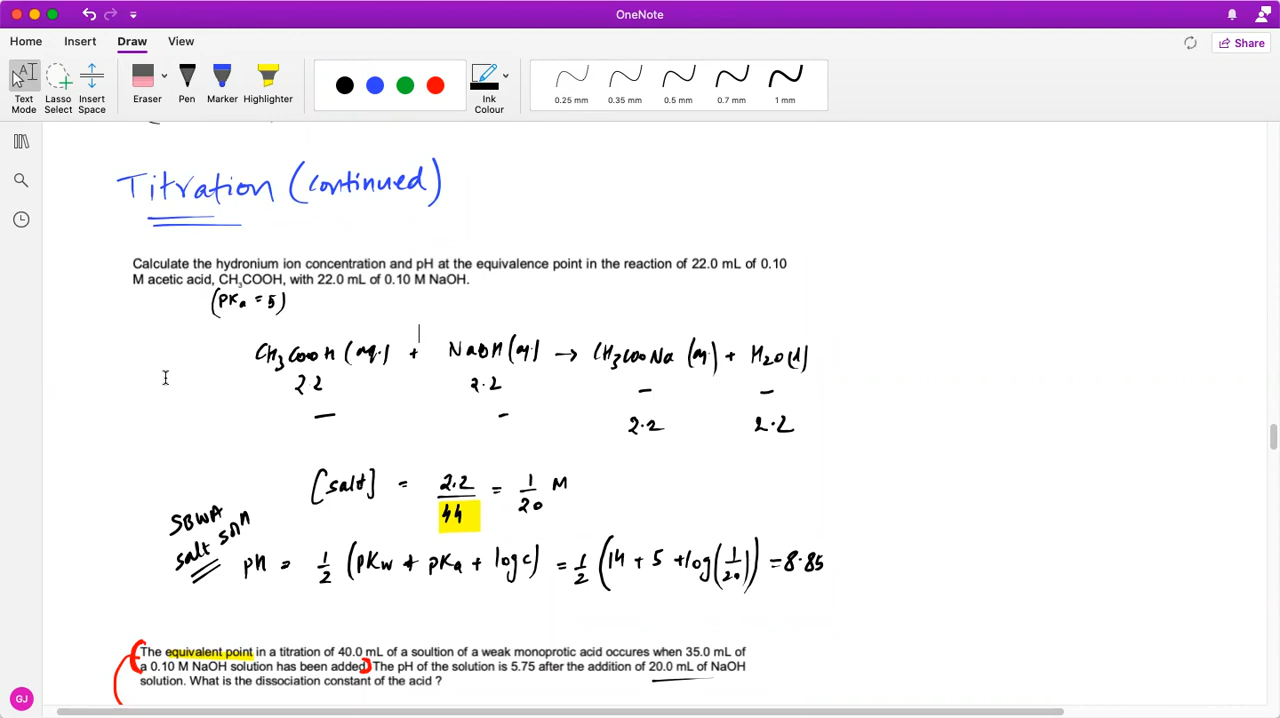 OneNote
Home Insert Draw View
Share
Text Mode
Lasso Select
Insert Space
Eraser
Pen
Marker
Highlighter
Ink Colour
0.25 mm 0.35 mm 0.5 mm 0.7 mm 1 mm
Titration (continued)
Calculate the hydronium ion concentration and pH at the equivalence point in the reaction of 22.0 mL of 0.10
M acetic acid, CH₃COOH, with 22.0 mL of 0.10 M NaOH.
(PKa = 5)
CH3COOH (aq.) + NaOH (aq.) → CH3COONa (aq.) + H2O (l)
2.2 2.2 — —
— - 2.2 2.2
[salt] = 2.2/44 = 1/20 M
SBWA
salt soln
pH = 1/2 (pKw + pKa + log c) = 1/2 (14 + 5 + log(1/20)) = 8.85
The equivalent point in a titration of 40.0 mL of a soultion of a weak monoprotic acid occures when 35.0 mL of
a 0.10 M NaOH solution has been added. The pH of the solution is 5.75 after the addition of 20.0 mL of NaOH
solution. What is the dissociation constant of the acid ?
GJ